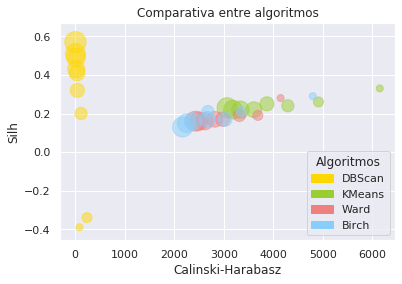 Comparativa entre algoritmos
Silh
0.6
0.4
0.2
0.0
−0.2
−0.4
0 1000 2000 3000 4000 5000 6000
Calinski-Harabasz
Algoritmos
DBScan
KMeans
Ward
Birch